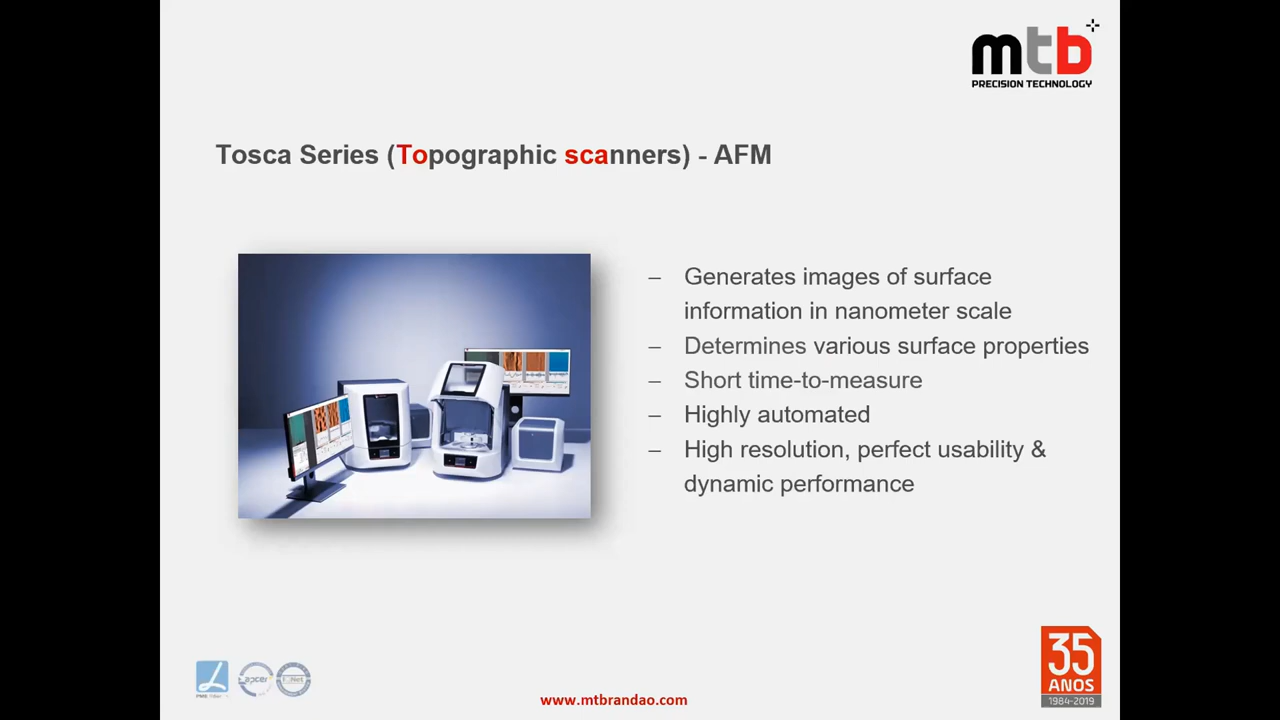 mtb
PRECISION TECHNOLOGY
Tosca Series (Topographic scanners) - AFM
– Generates images of surface
information in nanometer scale
– Determines various surface properties
– Short time-to-measure
– Highly automated
– High resolution, perfect usability &
dynamic performance
35
ANOS
1984-2019
apcer
Net
www.mtbrandao.com